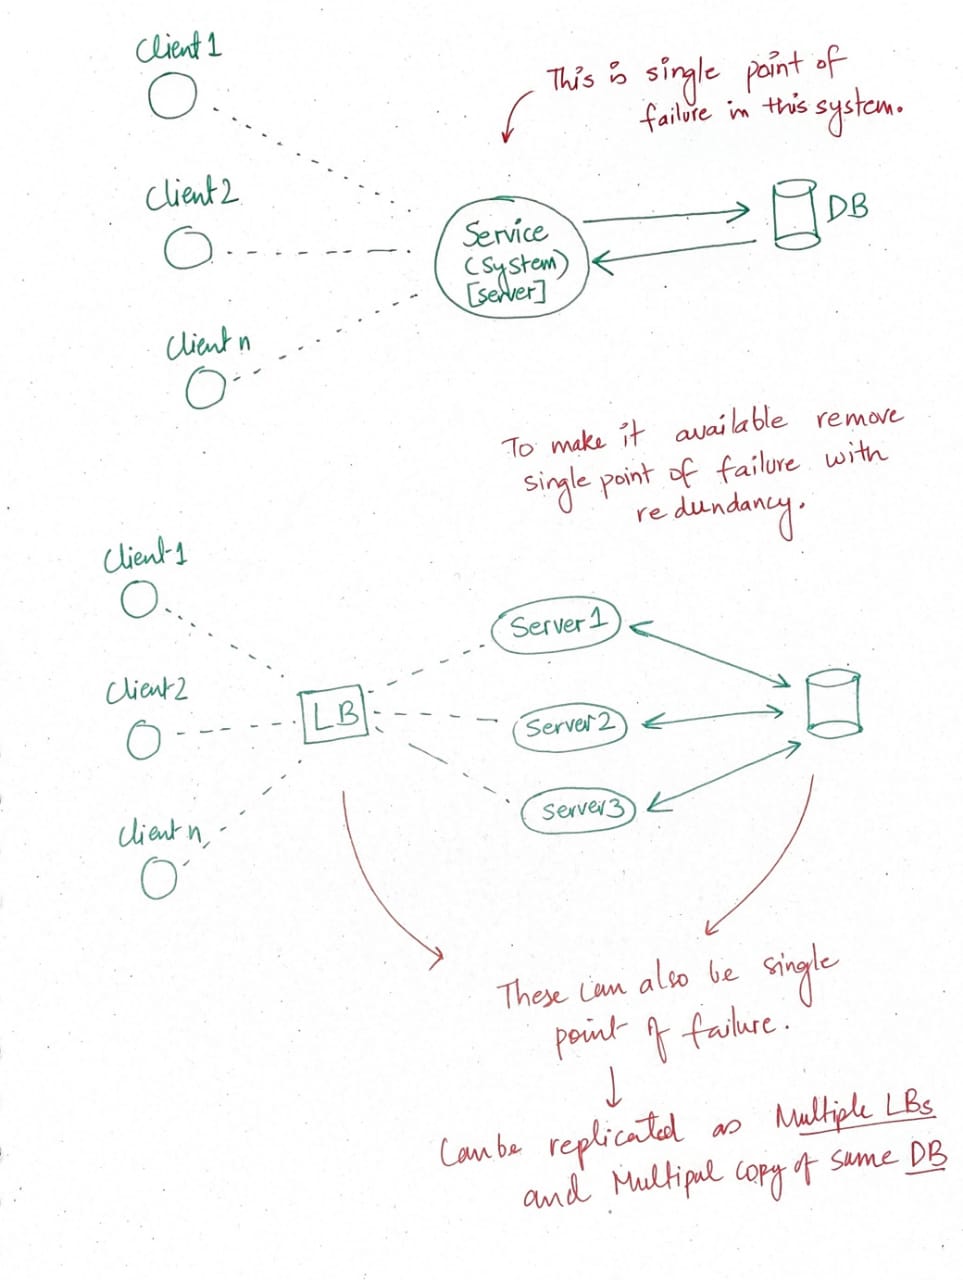 Client 1
This is single point of
failure in this system.
Client 2
Service
(system)
[server]
DB
Client n
To make it available remove
single point of failure with
redundancy.
Client 1
Server 1
Client 2
LB
Server 2
Server 3
Client n
These can also be single
point of failure.
Can be replicated as Multiple LBs
and Multipal copy of same DB